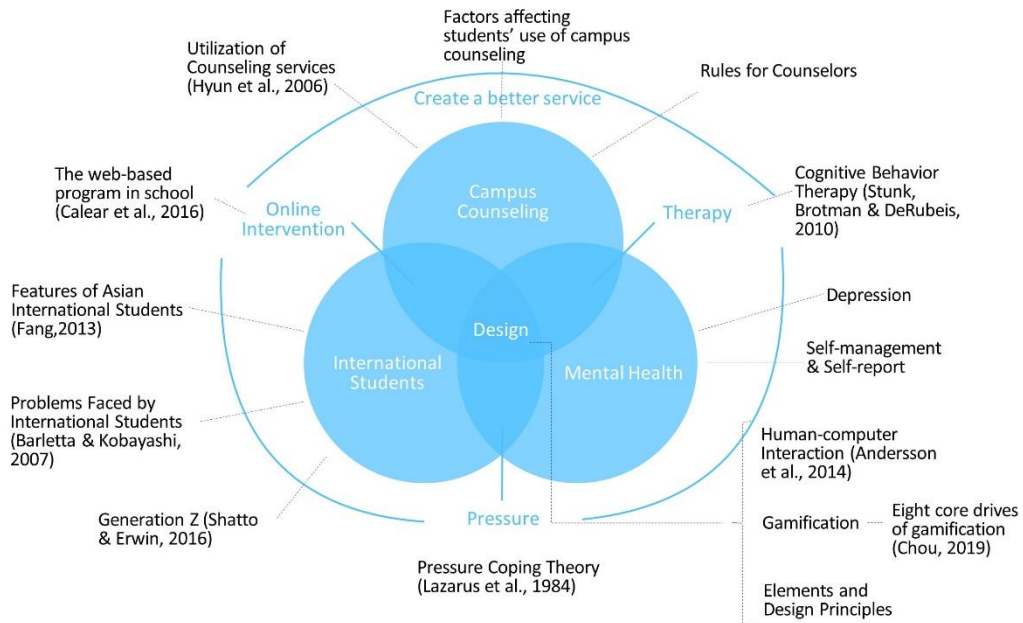 Factors affecting
students’ use of campus
counseling
Utilization of
Counseling services
(Hyun et al., 2006)
Rules for Counselors
Create a better service
The web-based
program in school
(Calear et al., 2016)
Online
Intervention
Campus
Counseling
Therapy
Cognitive Behavior
Therapy (Stunk,
Brotman & DeRubeis,
2010)
Features of Asian
International Students
(Fang,2013)
Design
Depression
International
Students
Mental Health
Self-management
& Self-report
Problems Faced by
International Students
(Barletta & Kobayashi,
2007)
Human-computer
Interaction (Andersson
et al., 2014)
Generation Z (Shatto
& Erwin, 2016)
Pressure
Gamification
Eight core drives
of gamification
(Chou, 2019)
Pressure Coping Theory
(Lazarus et al., 1984)
Elements and
Design Principles